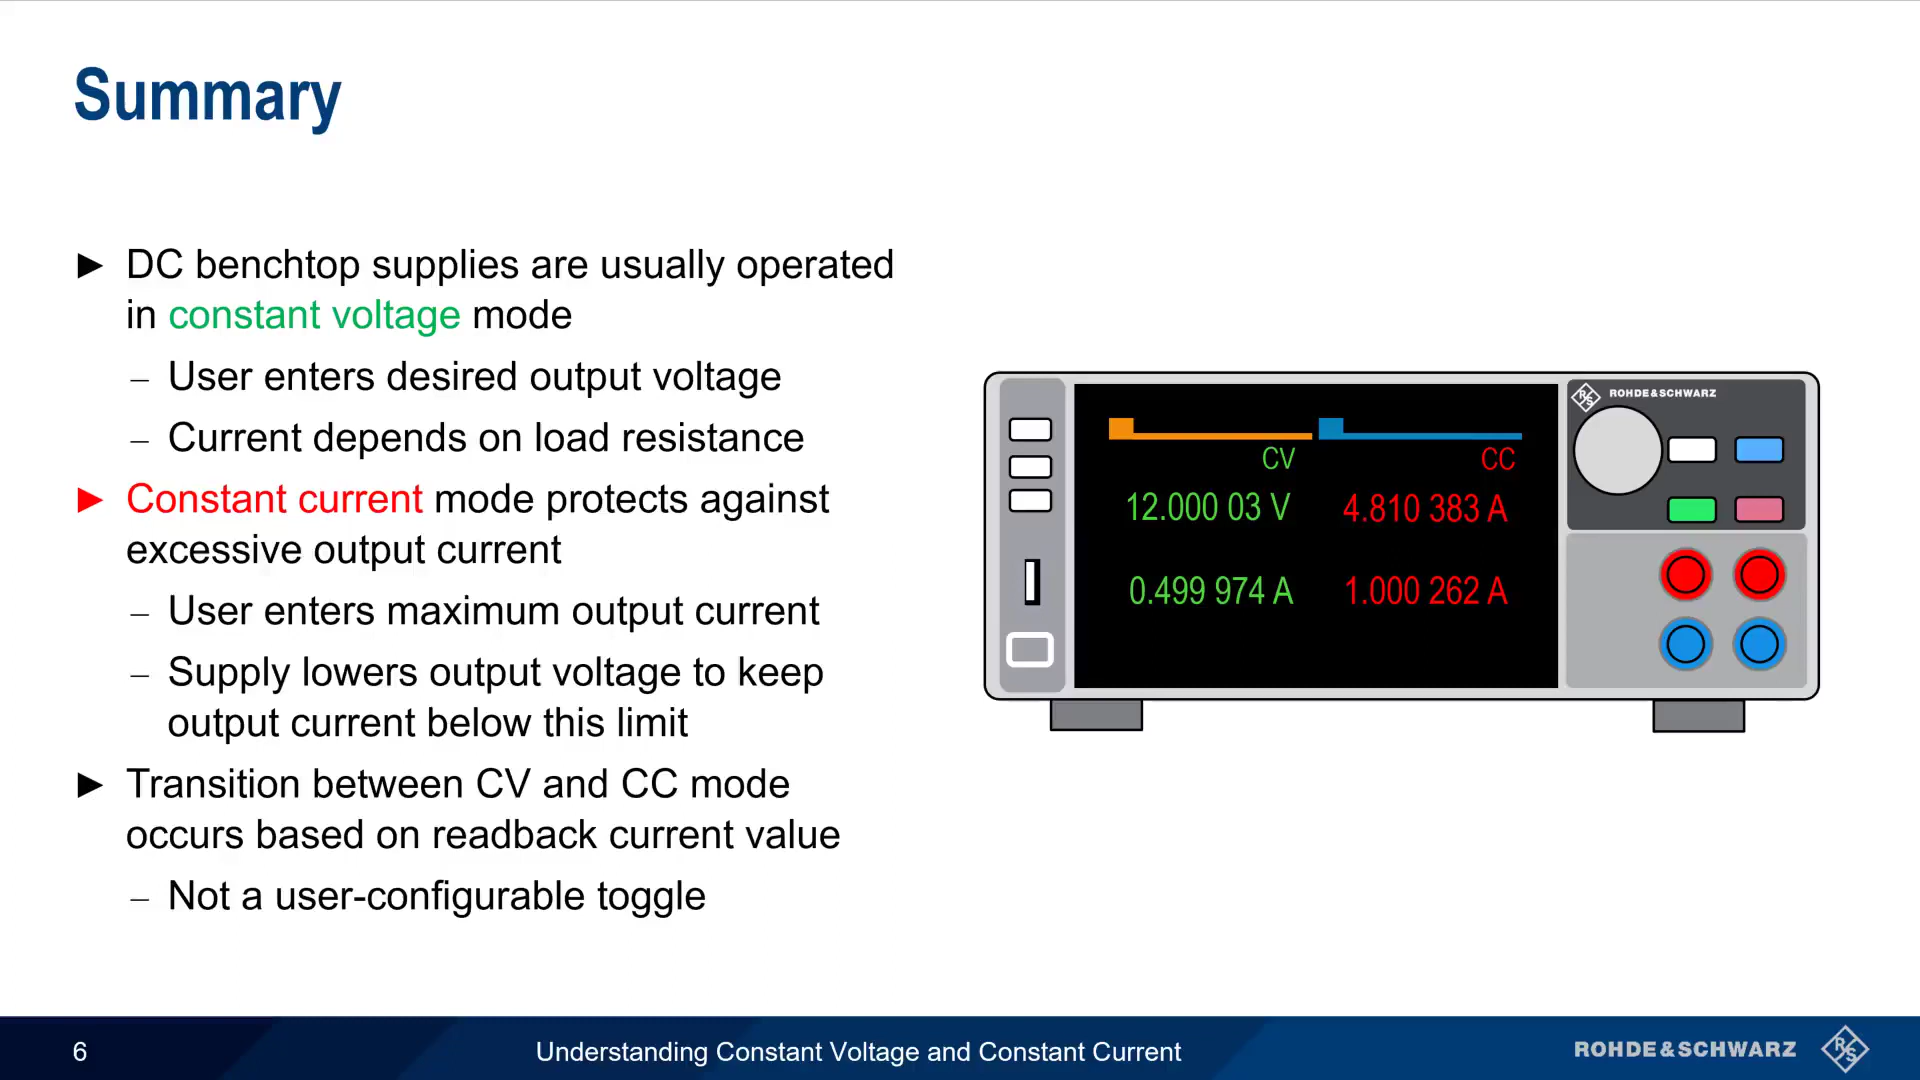 Summary
► DC benchtop supplies are usually operated
in constant voltage mode
– User enters desired output voltage
– Current depends on load resistance
► Constant current mode protects against
excessive output current
– User enters maximum output current
– Supply lowers output voltage to keep
output current below this limit
► Transition between CV and CC mode
occurs based on readback current value
– Not a user-configurable toggle
R&S ROHDE&SCHWARZ
CV CC
12.000 03 V 4.810 383 A
0.499 974 A 1.000 262 A
6 Understanding Constant Voltage and Constant Current ROHDE&SCHWARZ R&S